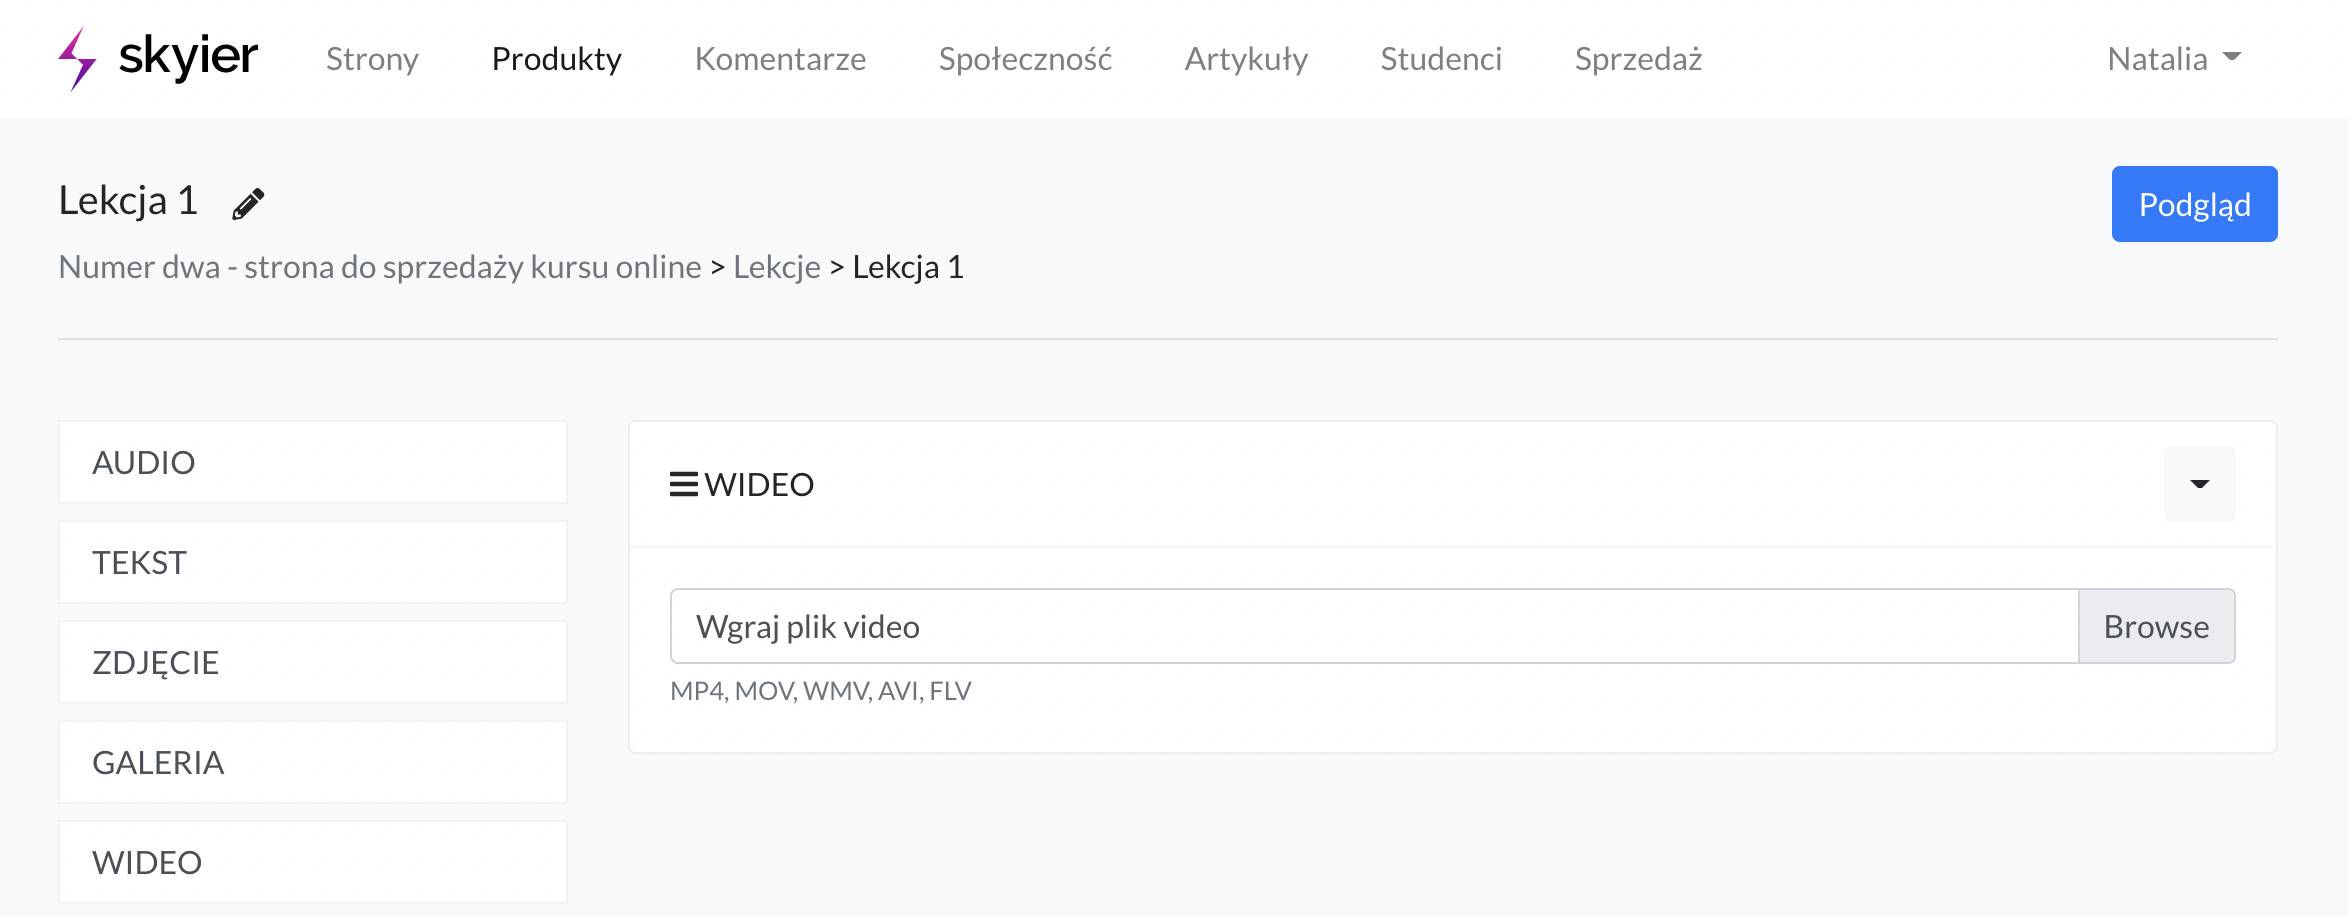 skyier Strony Produkty Komentarze Społeczność Artykuły Studenci Sprzedaż Natalia
Lekcja 1
Podgląd
Numer dwa - strona do sprzedaży kursu online > Lekcje > Lekcja 1
AUDIO
TEKST
ZDJĘCIE
GALERIA
WIDEO
WIDEO
Wgraj plik video Browse
MP4, MOV, WMV, AVI, FLV